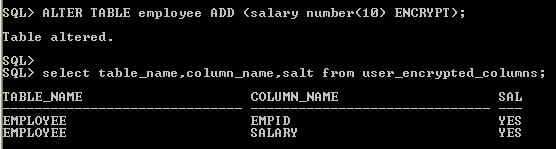 SQL> ALTER TABLE employee ADD (salary number(10) ENCRYPT);
Table altered.
SQL>
SQL> select table_name,column_name,salt from user_encrypted_columns;
TABLE_NAME COLUMN_NAME SAL
------------------------------ ------------------------------ ---
EMPLOYEE EMPID YES
EMPLOYEE SALARY YES